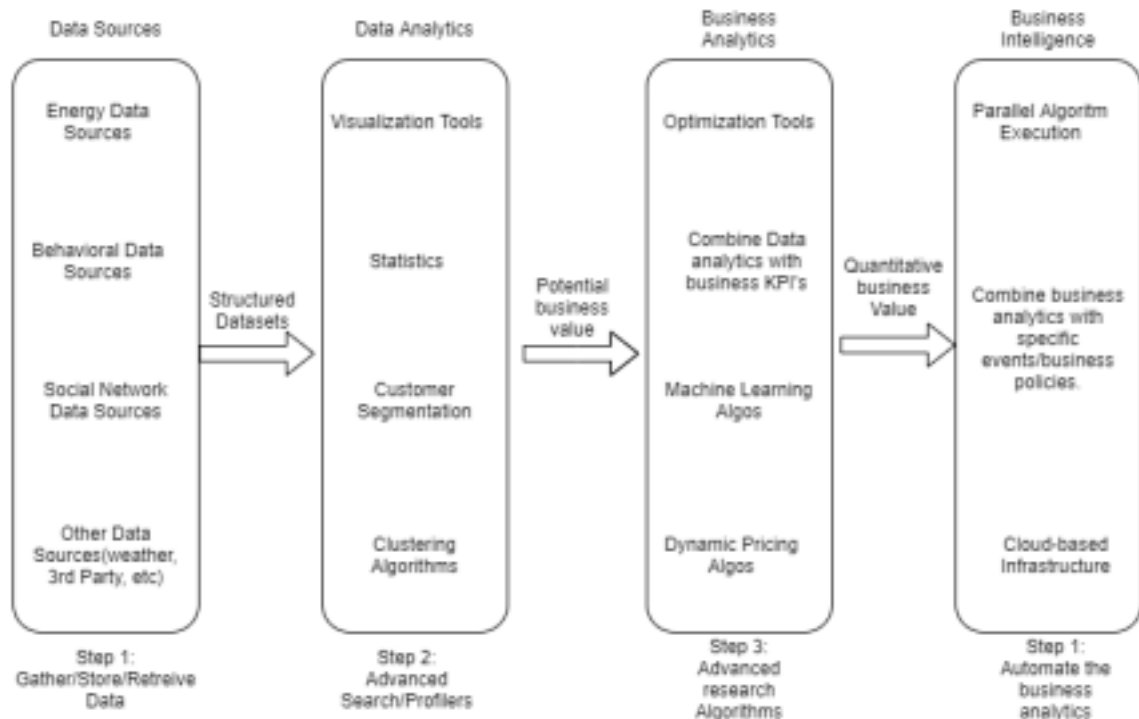 Data Sources
Data Analytics
Business
Analytics
Business
Intelligence
Energy Data
Sources
Behavioral Data
Sources
Social Network
Data Sources
Other Data
Sources(weather,
3rd Party, etc)
Step 1:
Gather/Store/Retreive
Data
Structured
Datasets
Visualization Tools
Statistics
Customer
Segmentation
Clustering
Algorithms
Step 2:
Advanced
Search/Profilers
Potential
business
value
Optimization Tools
Combine Data
analytics with
business KPI's
Machine Learning
Algos
Dynamic Pricing
Algos
Step 3:
Advanced
research
Algorithms
Quantitative
business
Value
Parallel Algoritm
Execution
Combine business
analytics with
specific
events/business
policies.
Cloud-based
Infrastructure
Step 1:
Automate the
business
analytics